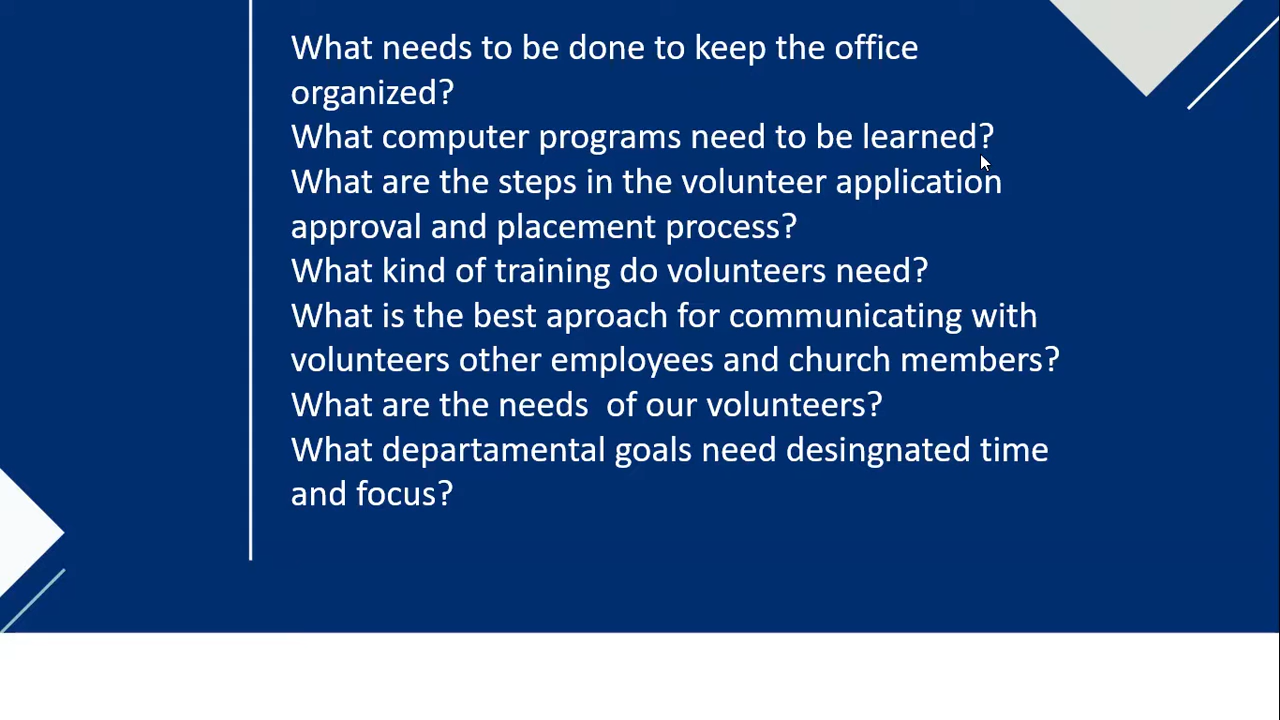 What needs to be done to keep the office
organized?
What computer programs need to be learned?
What are the steps in the volunteer application
approval and placement process?
What kind of training do volunteers need?
What is the best aproach for communicating with
volunteers other employees and church members?
What are the needs  of our volunteers?
What departamental goals need desingnated time
and focus?